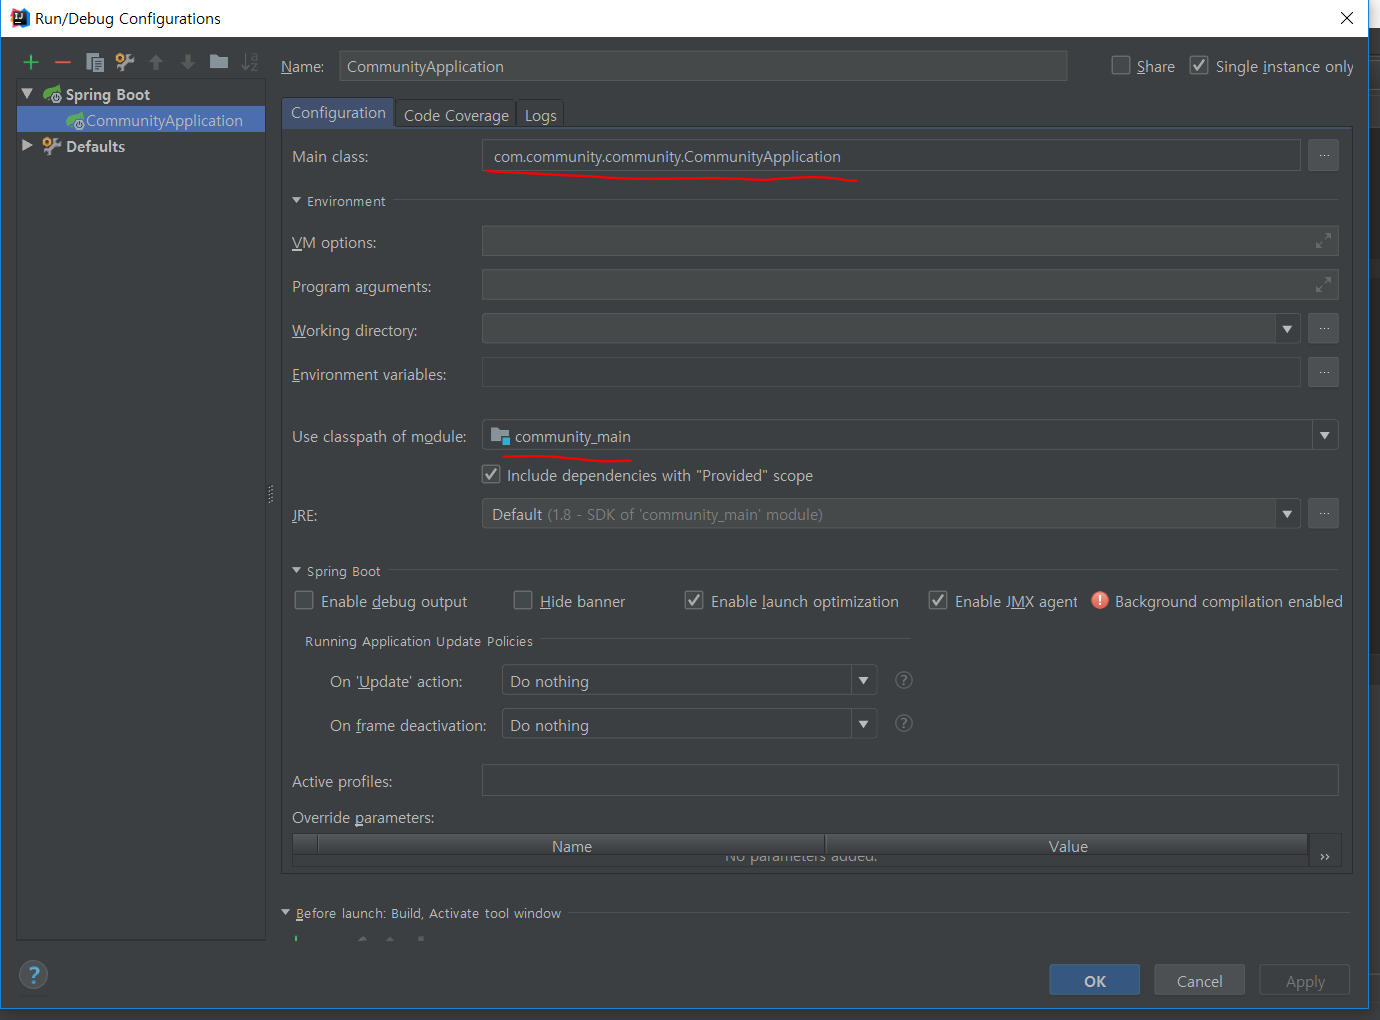 Run/Debug Configurations
Name: CommunityApplication Share Single instance only
Spring Boot
CommunityApplication
Defaults
Configuration Code Coverage Logs
Main class: com.community.community.CommunityApplication ...
Environment
VM options:
Program arguments:
Working directory: ...
Environment variables: ...
Use classpath of module: community_main
Include dependencies with "Provided" scope
JRE: Default (1.8 - SDK of 'community_main' module) ...
Spring Boot
Enable debug output Hide banner Enable launch optimization Enable JMX agent Background compilation enabled
Running Application Update Policies
On 'Update' action: Do nothing ?
On frame deactivation: Do nothing ?
Active profiles:
Override parameters:
Name Value
No parameters added. »
Before launch: Build, Activate tool window
? OK Cancel Apply